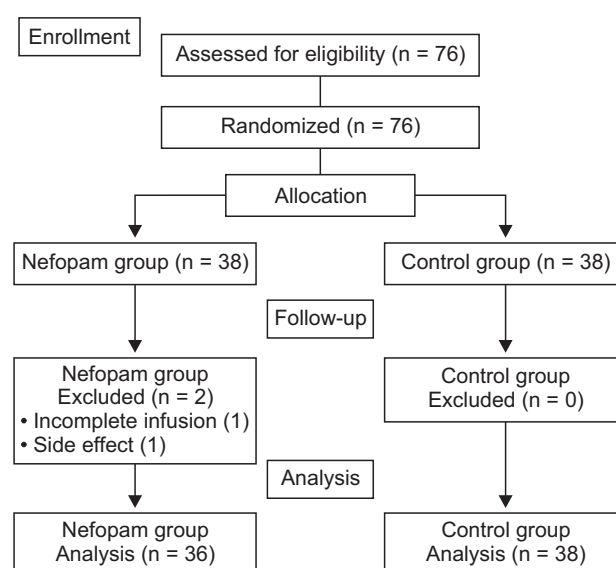 Enrollment
Assessed for eligibility (n = 76)
Randomized (n = 76)
Allocation
Nefopam group (n = 38)
Control group (n = 38)
Follow-up
Nefopam group
Excluded (n = 2)
• Incomplete infusion (1)
• Side effect (1)
Control group
Excluded (n = 0)
Analysis
Nefopam group
Analysis (n = 36)
Control group
Analysis (n = 38)